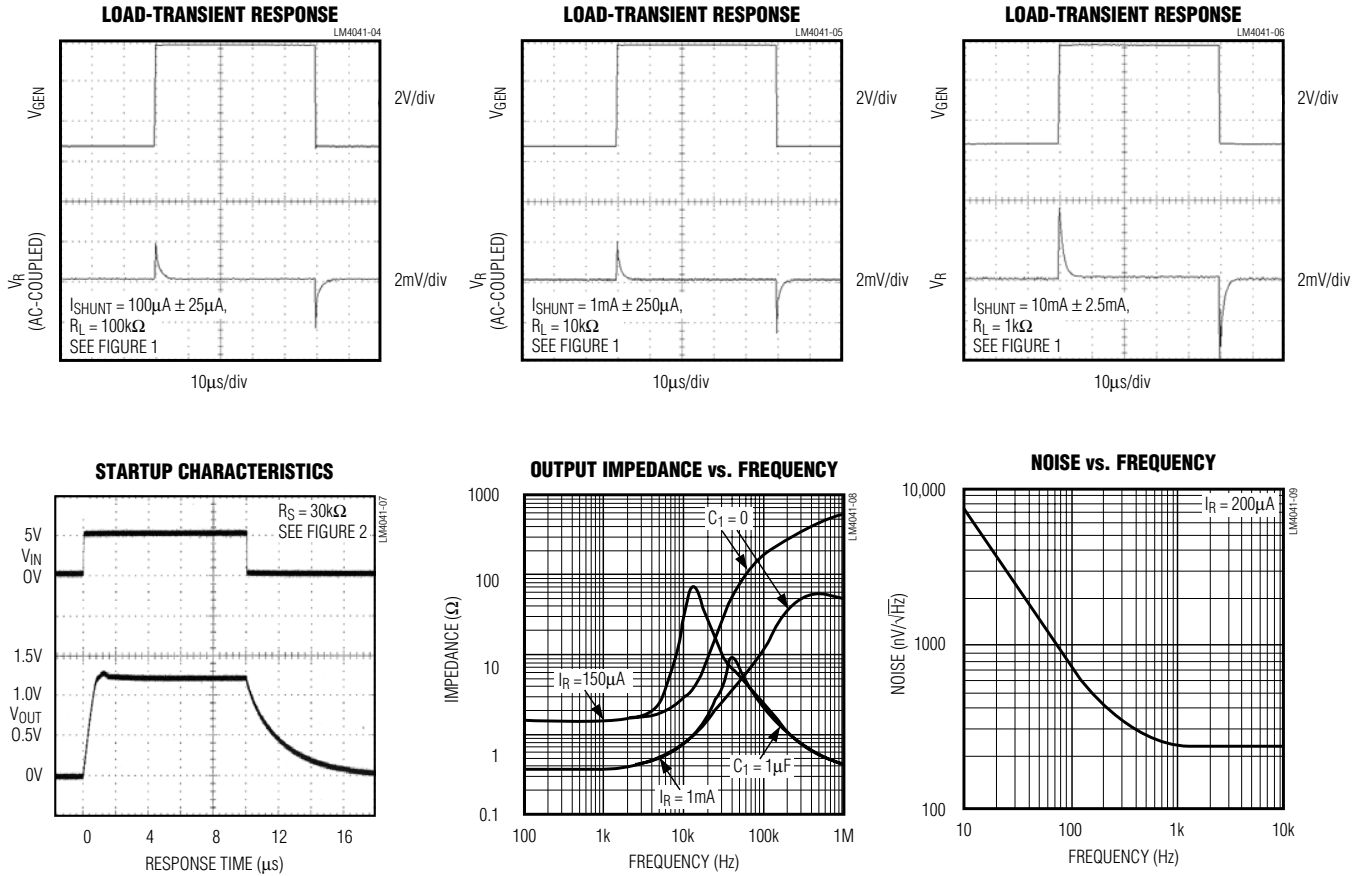 LOAD-TRANSIENT RESPONSE
LM4041-04
VGEN
2V/div
VR
(AC-COUPLED)
2mV/div
ISHUNT = 100µA ± 25µA,
RL = 100kΩ
SEE FIGURE 1
10µs/div
LOAD-TRANSIENT RESPONSE
LM4041-05
VGEN
2V/div
VR
(AC-COUPLED)
2mV/div
ISHUNT = 1mA ± 250µA,
RL = 10kΩ
SEE FIGURE 1
10µs/div
LOAD-TRANSIENT RESPONSE
LM4041-06
VGEN
2V/div
VR
2mV/div
ISHUNT = 10mA ± 2.5mA,
RL = 1kΩ
SEE FIGURE 1
10µs/div
STARTUP CHARACTERISTICS
LM4041-07
RS = 30kΩ
SEE FIGURE 2
5V
VIN
0V
1.5V
1.0V
VOUT
0.5V
0V
0 4 8 12 16
RESPONSE TIME (µs)
OUTPUT IMPEDANCE vs. FREQUENCY
LM4041-08
IMPEDANCE (Ω)
1000
100
10
1
0.1
C1 = 0
IR = 150µA
C1 = 1µF
IR = 1mA
100 1k 10k 100k 1M
FREQUENCY (Hz)
NOISE vs. FREQUENCY
LM4041-09
NOISE (nV/√Hz)
10,000
1000
100
IR = 200µA
10 100 1k 10k
FREQUENCY (Hz)